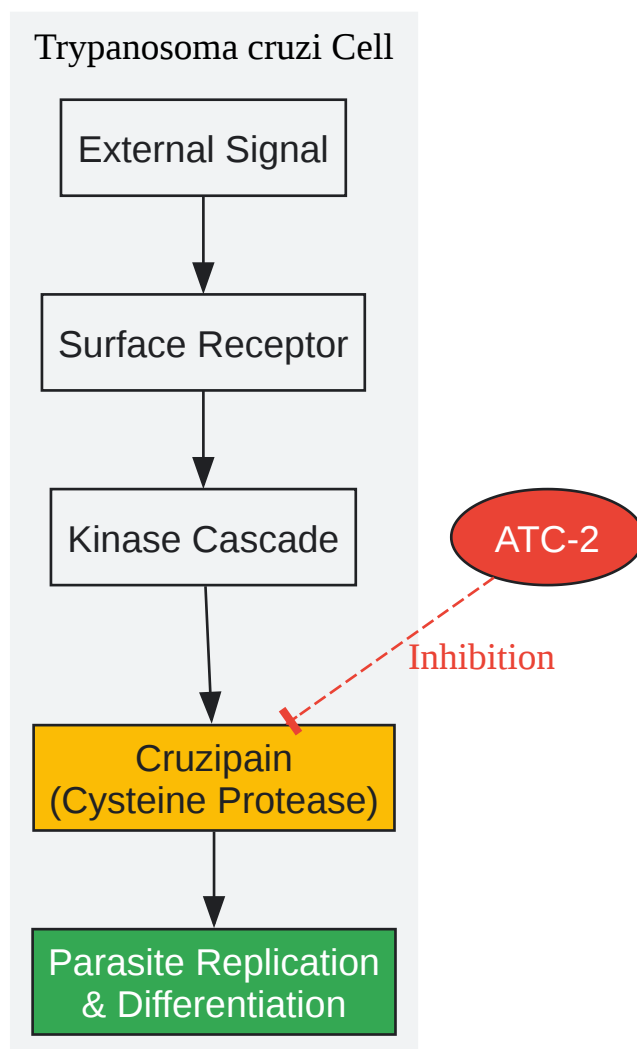 Trypanosoma cruzi Cell
External Signal
Surface Receptor
Kinase Cascade
ATC-2
Inhibition
Cruzipain
(Cysteine Protease)
Parasite Replication
& Differentiation